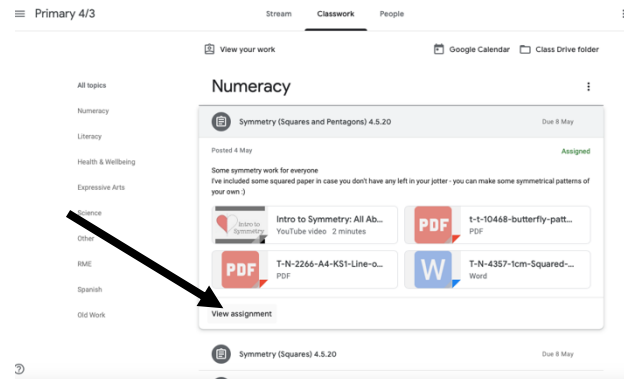 Primary 4/3
Stream
Classwork
People
View your work
Google Calendar
Class Drive folder
All topics
Numeracy
Literacy
Health & Wellbeing
Expressive Arts
Science
Other
RME
Spanish
Old Work
Numeracy
Symmetry (Squares and Pentagons) 4.5.20
Due 8 May
Posted 4 May
Assigned
Some symmetry work for everyone
I've included some squared paper in case you don't have any left in your jotter - you can make some symmetrical patterns of
your own :)
Intro to
Symmetry
Intro to Symmetry: All Ab...
YouTube video 2 minutes
PDF
t-t-10468-butterfly-patt...
PDF
PDF
T-N-2266-A4-KS1-Line-o...
PDF
W
T-N-4357-1cm-Squared-...
Word
View assignment
Symmetry (Squares) 4.5.20
Due 8 May